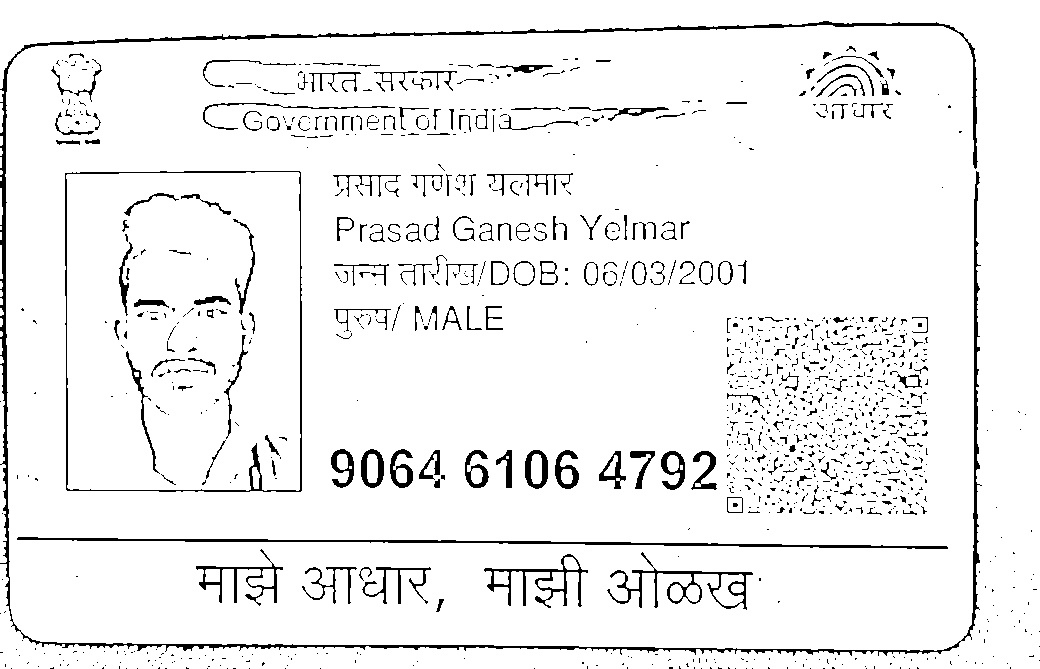 भारत सरकार
Government of India
आधार
प्रसाद गणेश यलमार
Prasad Ganesh Yelmar
जन्म तारीख/DOB: 06/03/2001
पुरुष/ MALE
9064 6106 4792
माझे आधार, माझी ओळख